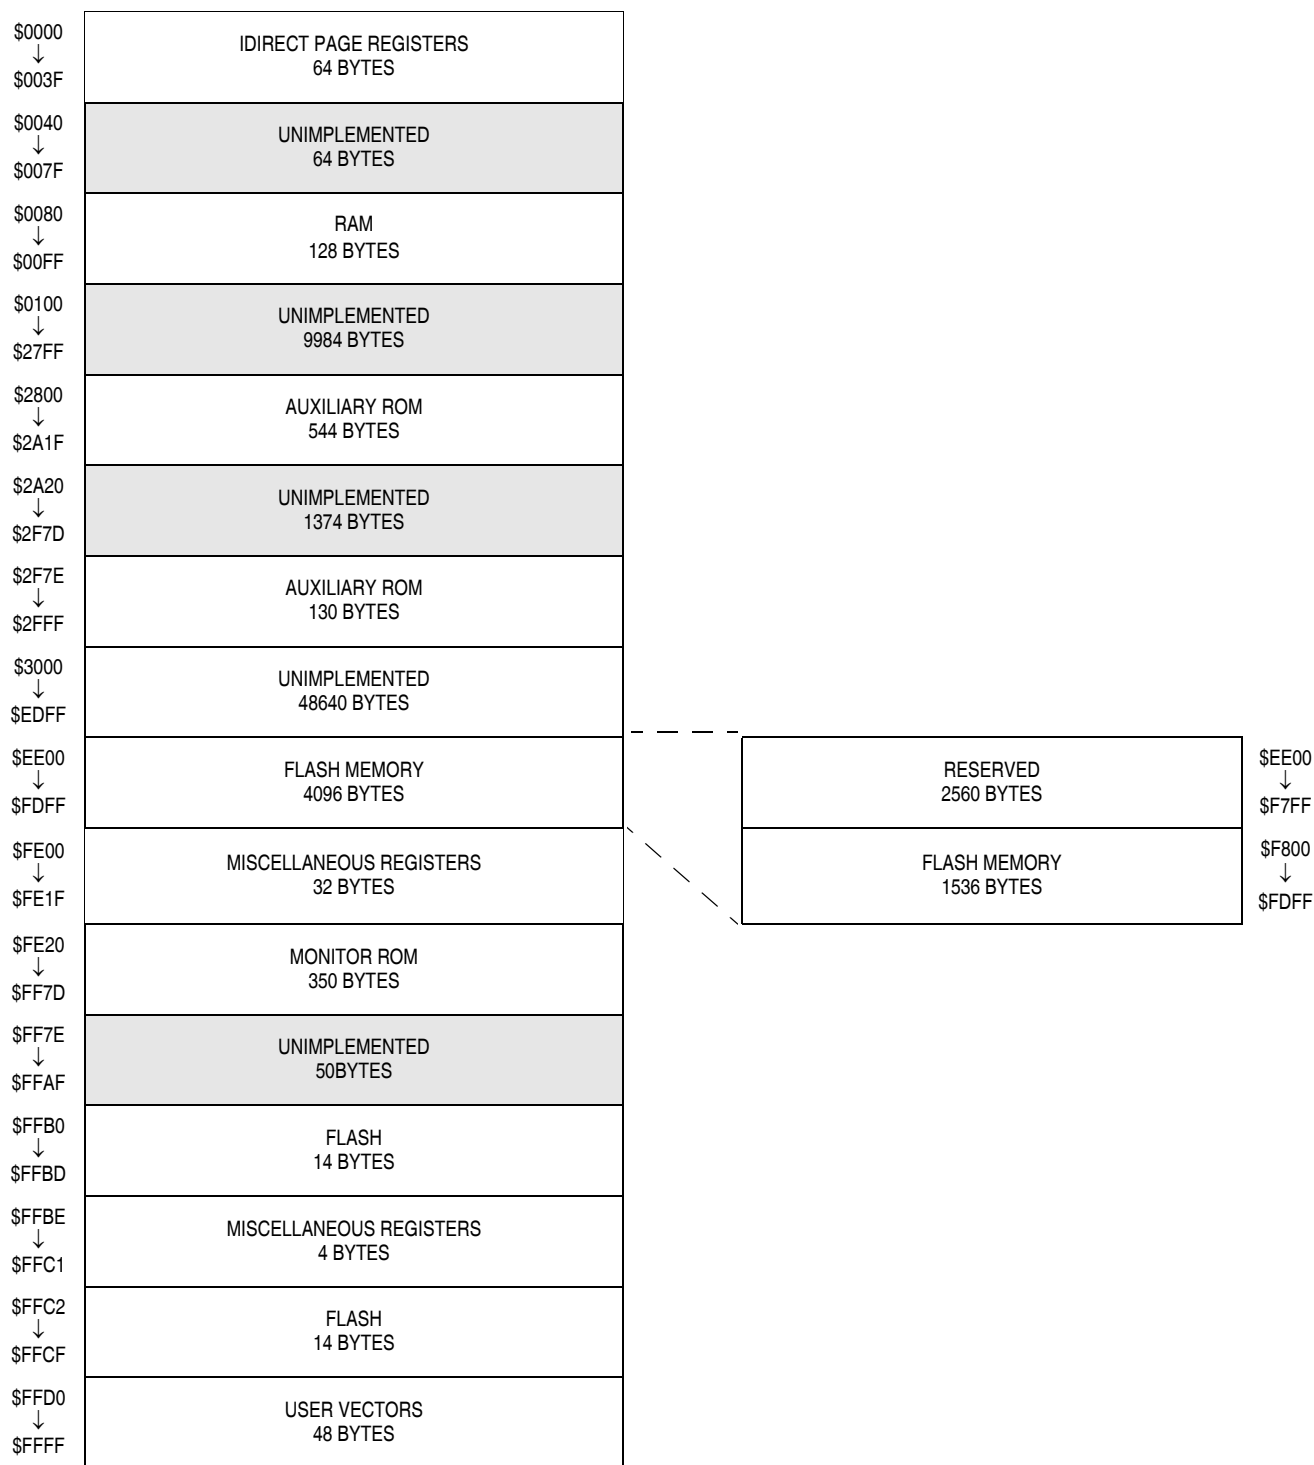 $0000
↓
$003F
IDIRECT PAGE REGISTERS
64 BYTES
$0040
↓
$007F
UNIMPLEMENTED
64 BYTES
$0080
↓
$00FF
RAM
128 BYTES
$0100
↓
$27FF
UNIMPLEMENTED
9984 BYTES
$2800
↓
$2A1F
AUXILIARY ROM
544 BYTES
$2A20
↓
$2F7D
UNIMPLEMENTED
1374 BYTES
$2F7E
↓
$2FFF
AUXILIARY ROM
130 BYTES
$3000
↓
$EDFF
UNIMPLEMENTED
48640 BYTES
$EE00
↓
$FDFF
FLASH MEMORY
4096 BYTES
RESERVED
2560 BYTES
$EE00
↓
$F7FF
$FE00
↓
$FE1F
MISCELLANEOUS REGISTERS
32 BYTES
FLASH MEMORY
1536 BYTES
$F800
↓
$FDFF
$FE20
↓
$FF7D
MONITOR ROM
350 BYTES
$FF7E
↓
$FFAF
UNIMPLEMENTED
50BYTES
$FFB0
↓
$FFBD
FLASH
14 BYTES
$FFBE
↓
$FFC1
MISCELLANEOUS REGISTERS
4 BYTES
$FFC2
↓
$FFCF
FLASH
14 BYTES
$FFD0
↓
$FFFF
USER VECTORS
48 BYTES